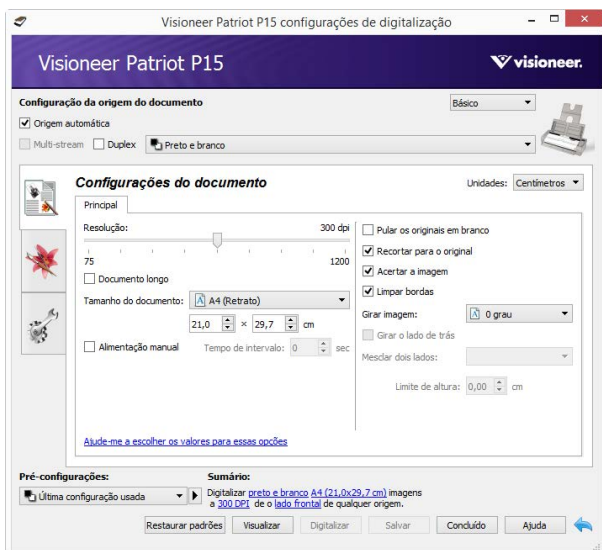 Visioneer Patriot P15 configurações de digitalização
Visioneer Patriot P15
visioneer.
Configuração da origem do documento
Básico
Origem automática
Multi-stream
Duplex
Preto e branco
Configurações do documento
Unidades: Centímetros
Principal
Resolução: 300 dpi
75 1200
Documento longo
Tamanho do documento: A4 (Retrato)
21,0 × 29,7 cm
Alimentação manual Tempo de intervalo: 0 sec
Pular os originais em branco
Recortar para o original
Acertar a imagem
Limpar bordas
Girar imagem: 0 grau
Girar o lado de trás
Mesclar dois lados:
Limite de altura: 0,00 cm
Ajude-me a escolher os valores para essas opções
Pré-configurações:
Última configuração usada
Sumário:
Digitalizar preto e branco A4 (21,0x29,7 cm) imagens
a 300 DPI de o lado frontal de qualquer origem.
Restaurar padrões Visualizar Digitalizar Salvar Concluído Ajuda